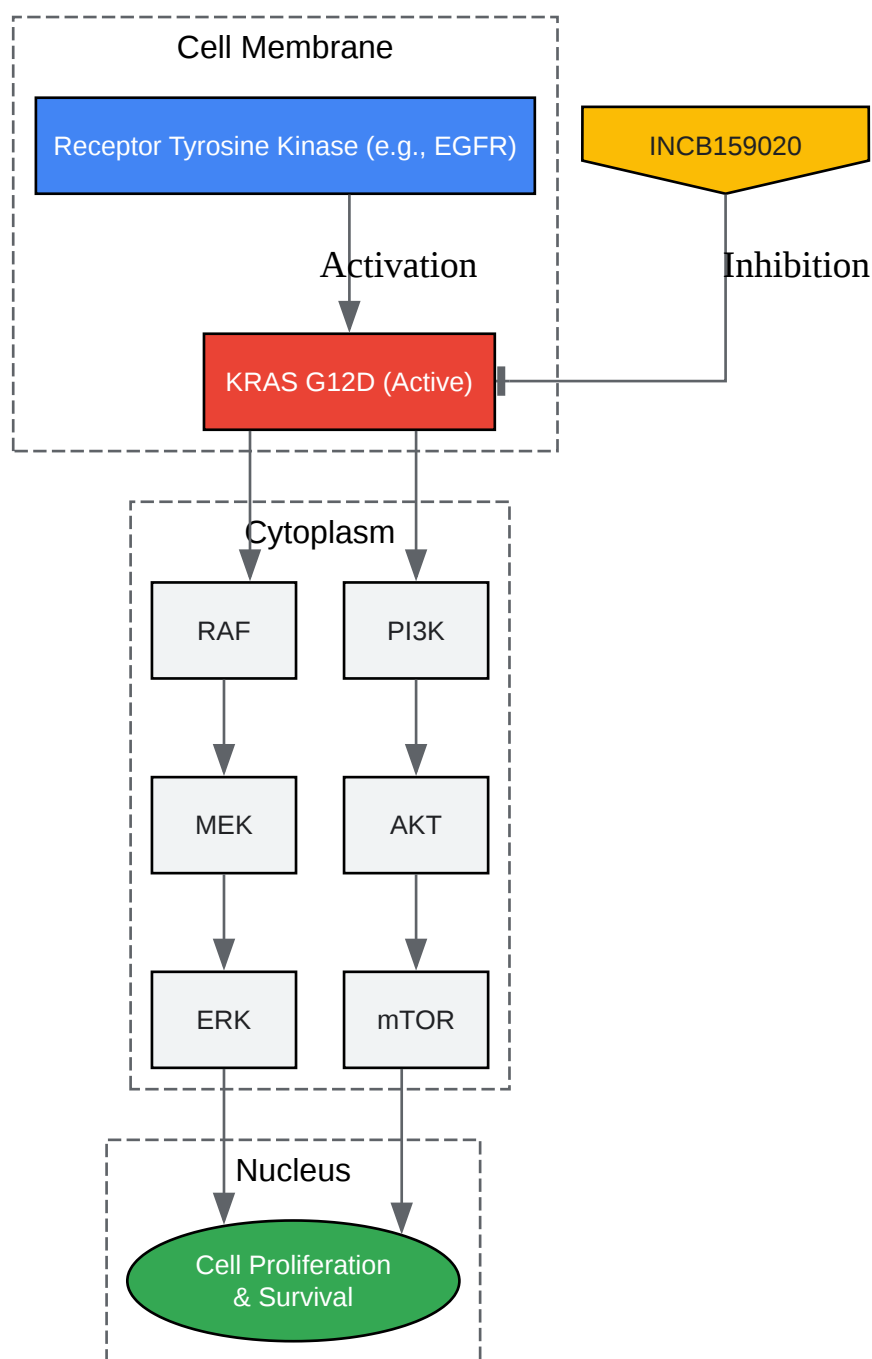 Cell Membrane
Receptor Tyrosine Kinase (e.g., EGFR)
INCB159020
Activation
Inhibition
KRAS G12D (Active)
Cytoplasm
RAF
PI3K
MEK
AKT
ERK
mTOR
Nucleus
Cell Proliferation
& Survival